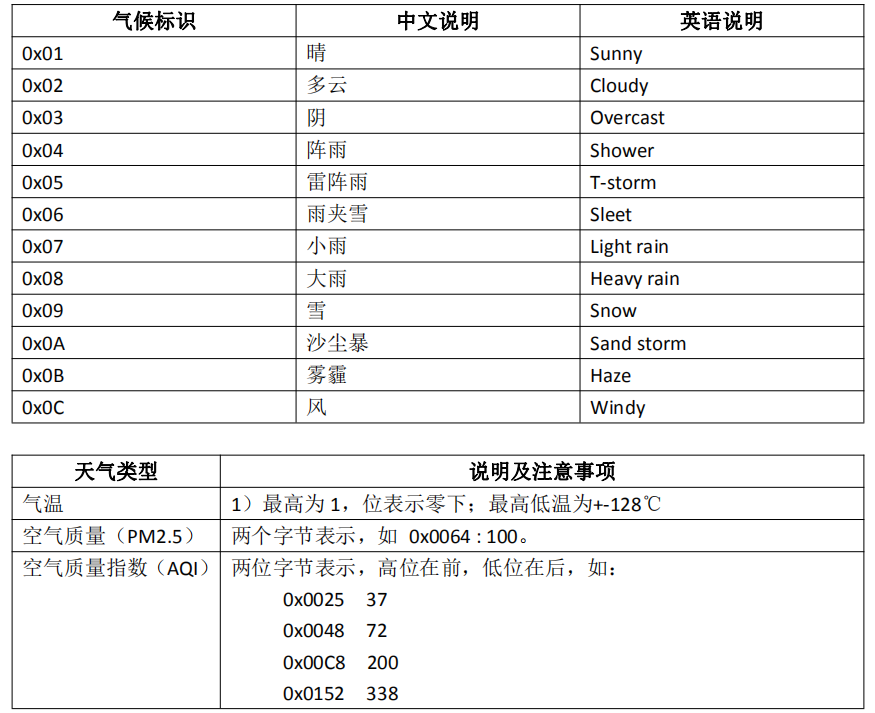 气候标识 中文说明 英语说明
0x01 晴 Sunny
0x02 多云 Cloudy
0x03 阴 Overcast
0x04 阵雨 Shower
0x05 雷阵雨 T-storm
0x06 雨夹雪 Sleet
0x07 小雨 Light rain
0x08 大雨 Heavy rain
0x09 雪 Snow
0x0A 沙尘暴 Sand storm
0x0B 雾霾 Haze
0x0C 风 Windy
天气类型 说明及注意事项
气温 1）最高为 1，位表示零下；最高低温为+-128℃
空气质量（PM2.5） 两个字节表示，如 0x0064 : 100。
空气质量指数（AQI） 两位字节表示，高位在前，低位在后，如：
0x0025 37
0x0048 72
0x00C8 200
0x0152 338